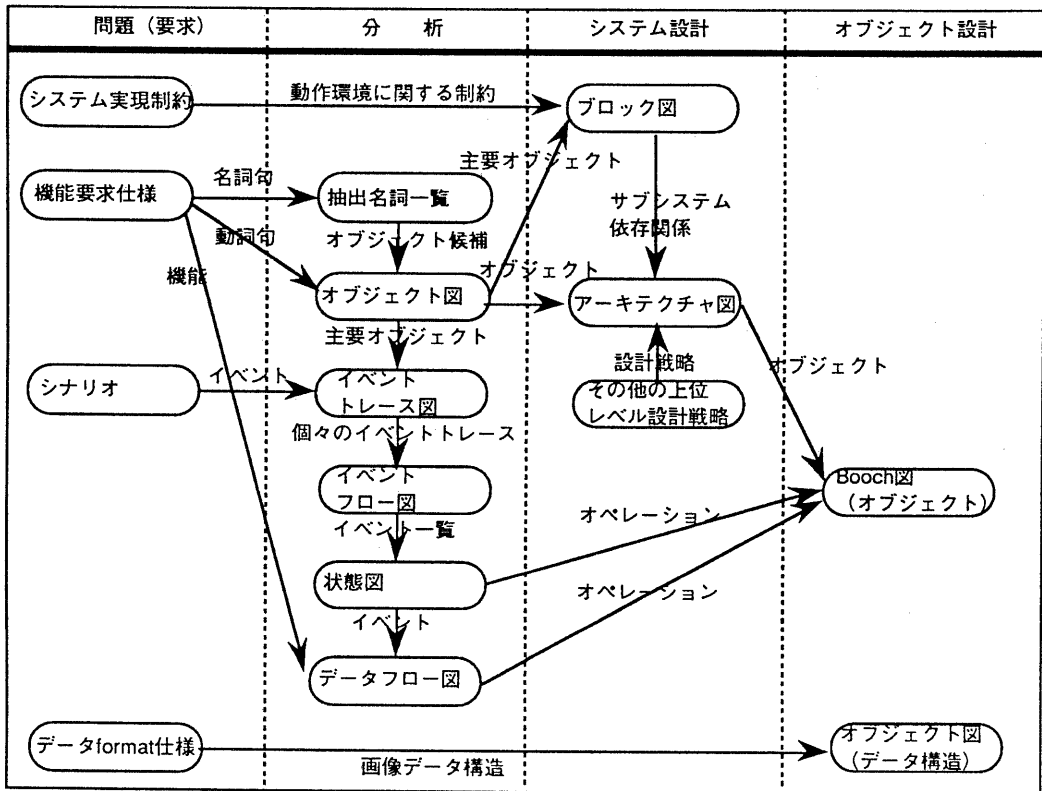 問題（要求）
分　析
システム設計
オブジェクト設計
システム実現制約
動作環境に関する制約
ブロック図
主要オブジェクト
機能要求仕様
名詞句
抽出名詞一覧
サブシステム
依存関係
動詞句
オブジェクト候補
機能
オブジェクト図
オブジェクト
アーキテクチャ図
主要オブジェクト
設計戦略
オブジェクト
シナリオ
イベント
イベント
トレース図
その他の上位
レベル設計戦略
個々のイベントトレース
イベント
フロー図
Booch図
（オブジェクト）
イベント一覧
オペレーション
状態図
オペレーション
イベント
データフロー図
データformat仕様
画像データ構造
オブジェクト図
（データ構造）